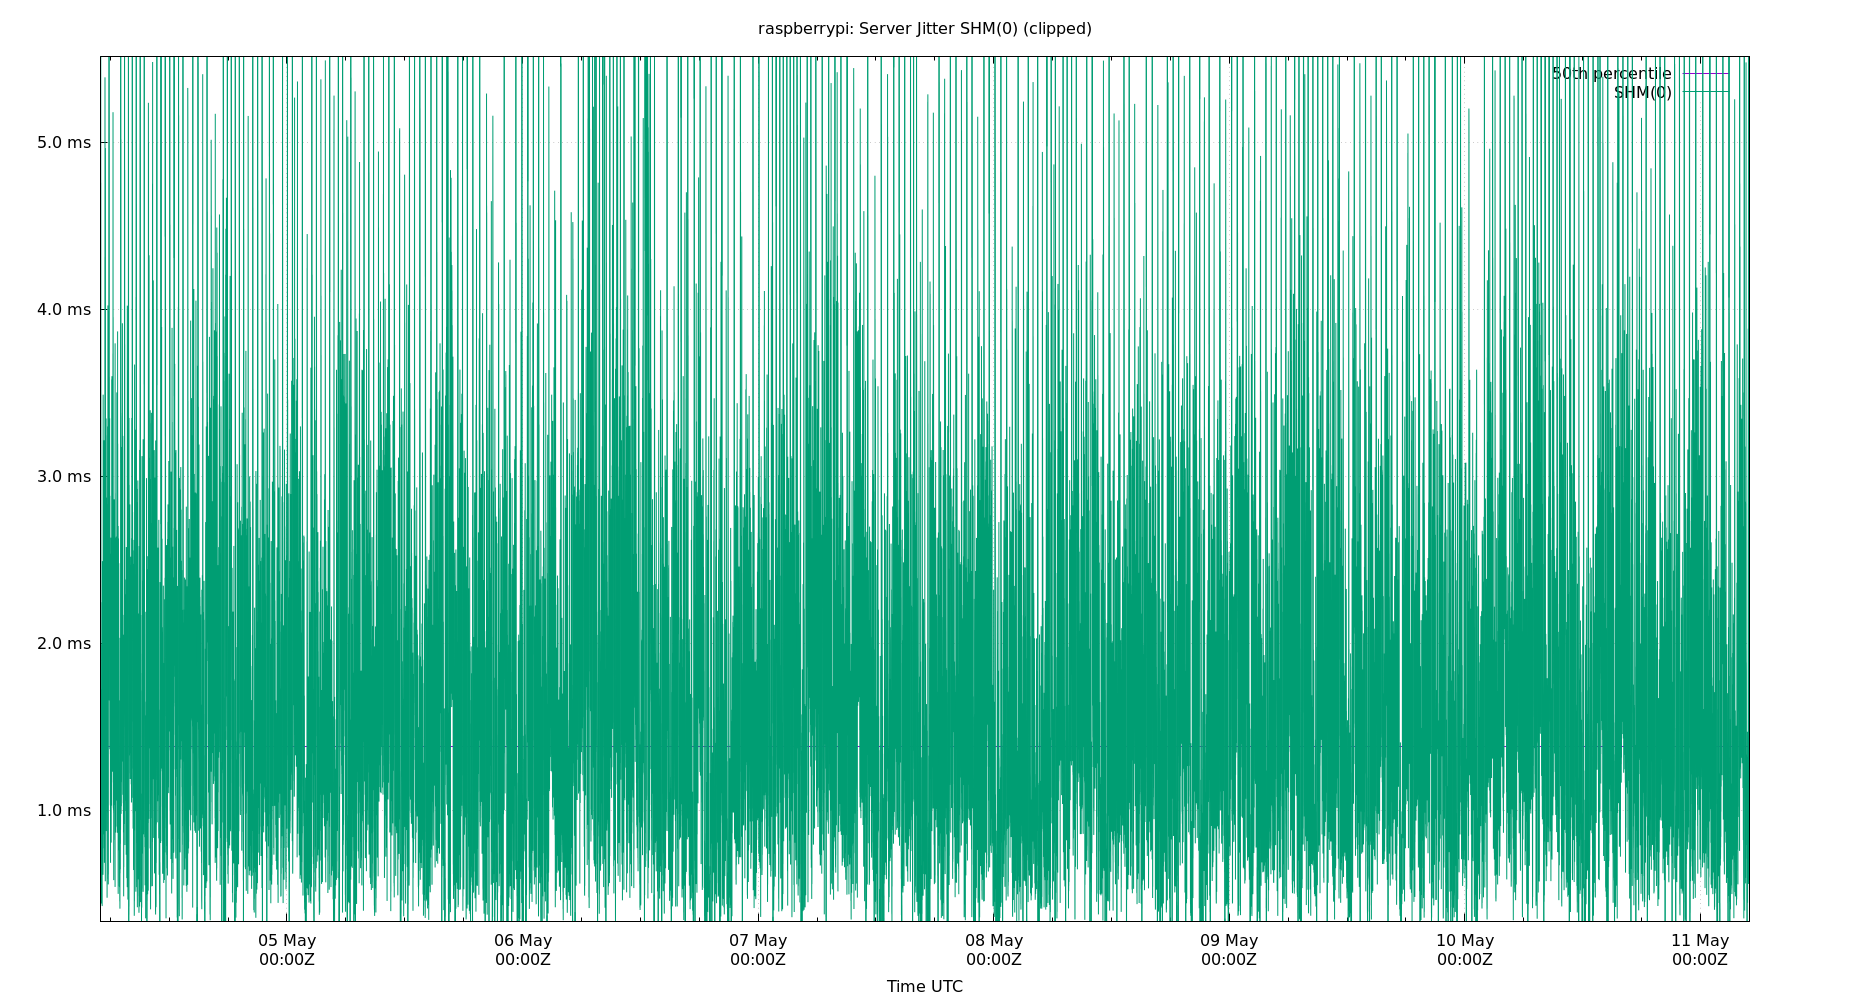 raspberrypi: Server Jitter SHM(0) (clipped)
50th percentile
SHM(0)
5.0 ms
4.0 ms
3.0 ms
2.0 ms
1.0 ms
05 May 06 May 07 May 08 May 09 May 10 May 11 May
00:00Z 00:00Z 00:00Z 00:00Z 00:00Z 00:00Z 00:00Z
Time UTC